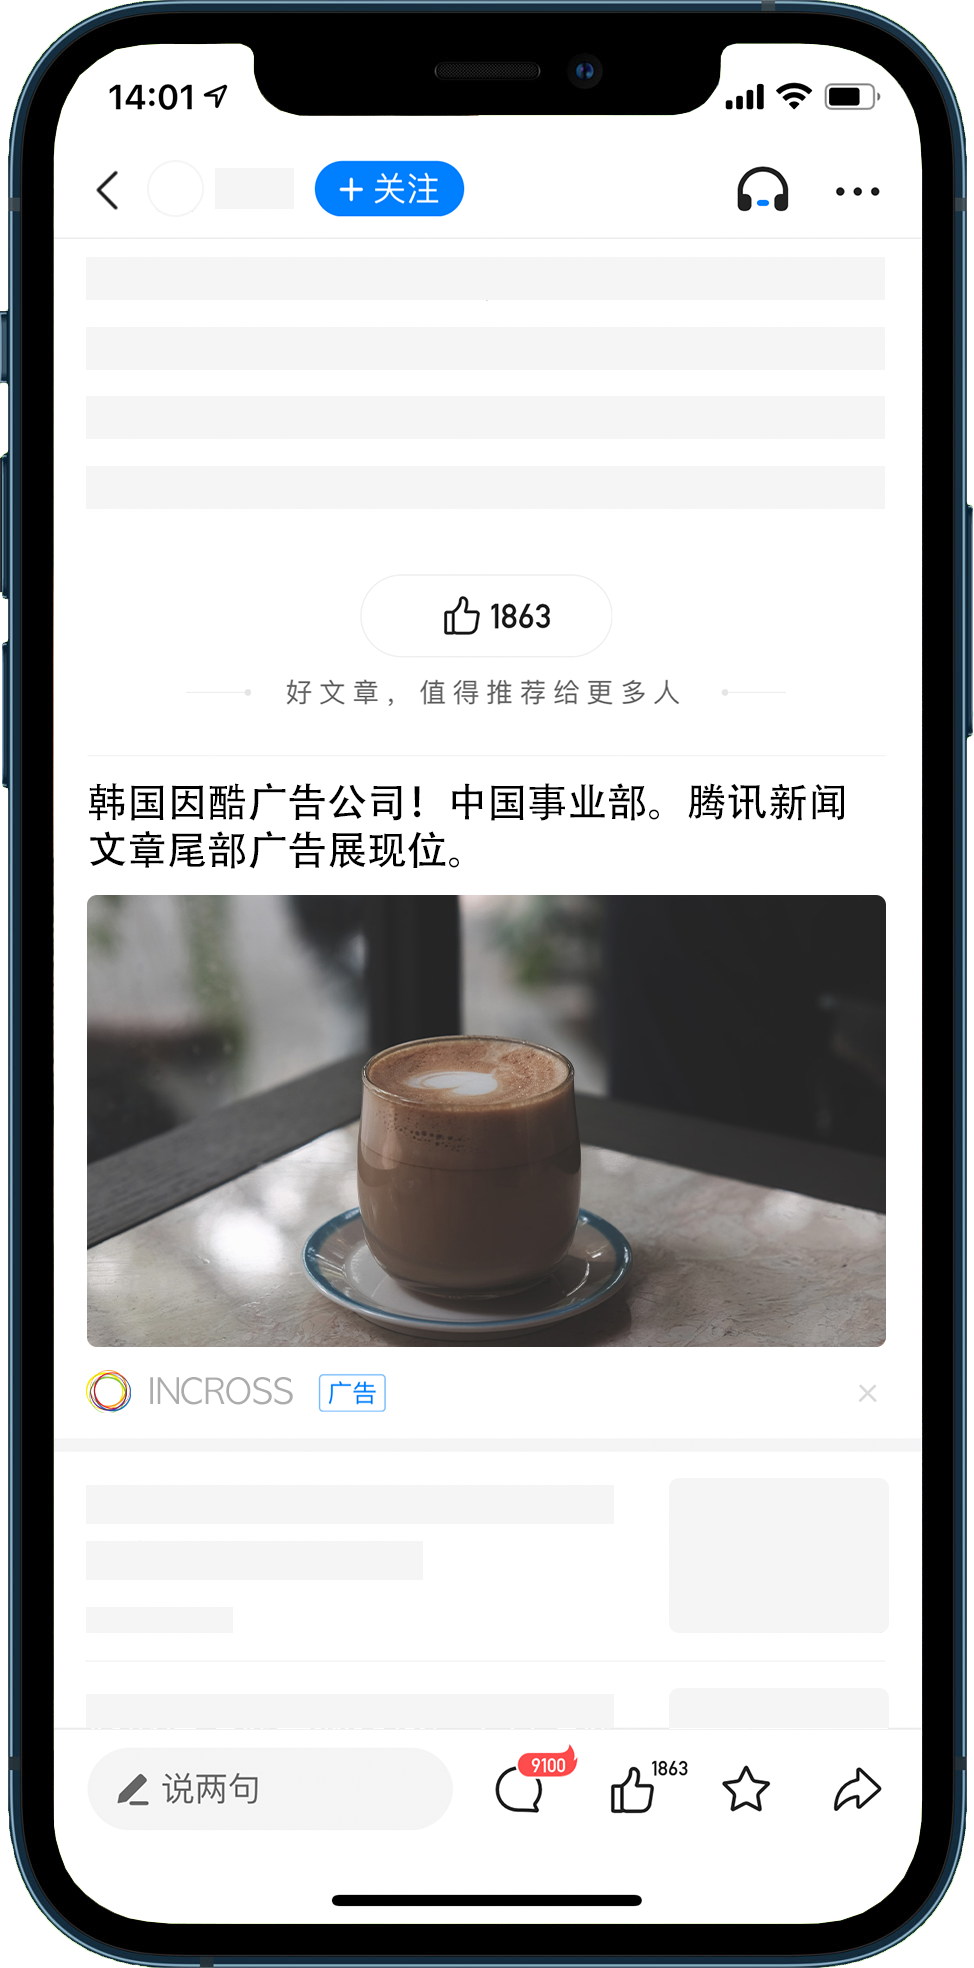 14:01
+ 关注
1863
好文章，值得推荐给更多人
韩国因酷广告公司！中国事业部。腾讯新闻
文章尾部广告展现位。
INCROSS 广告
说两句 9100 1863